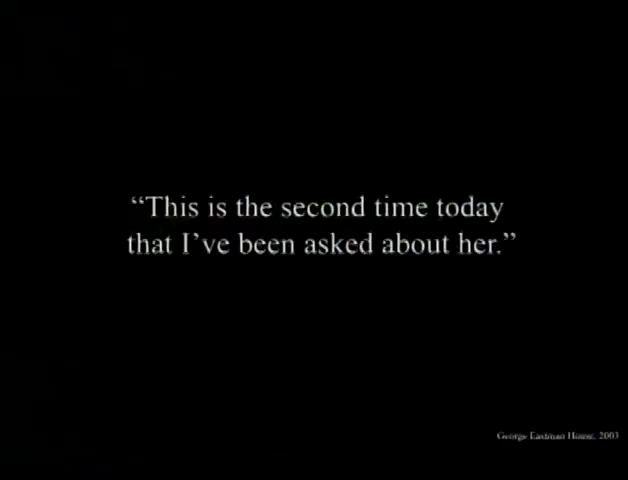 “This is the second time today
that I’ve been asked about her.”
George Eastman House, 2003